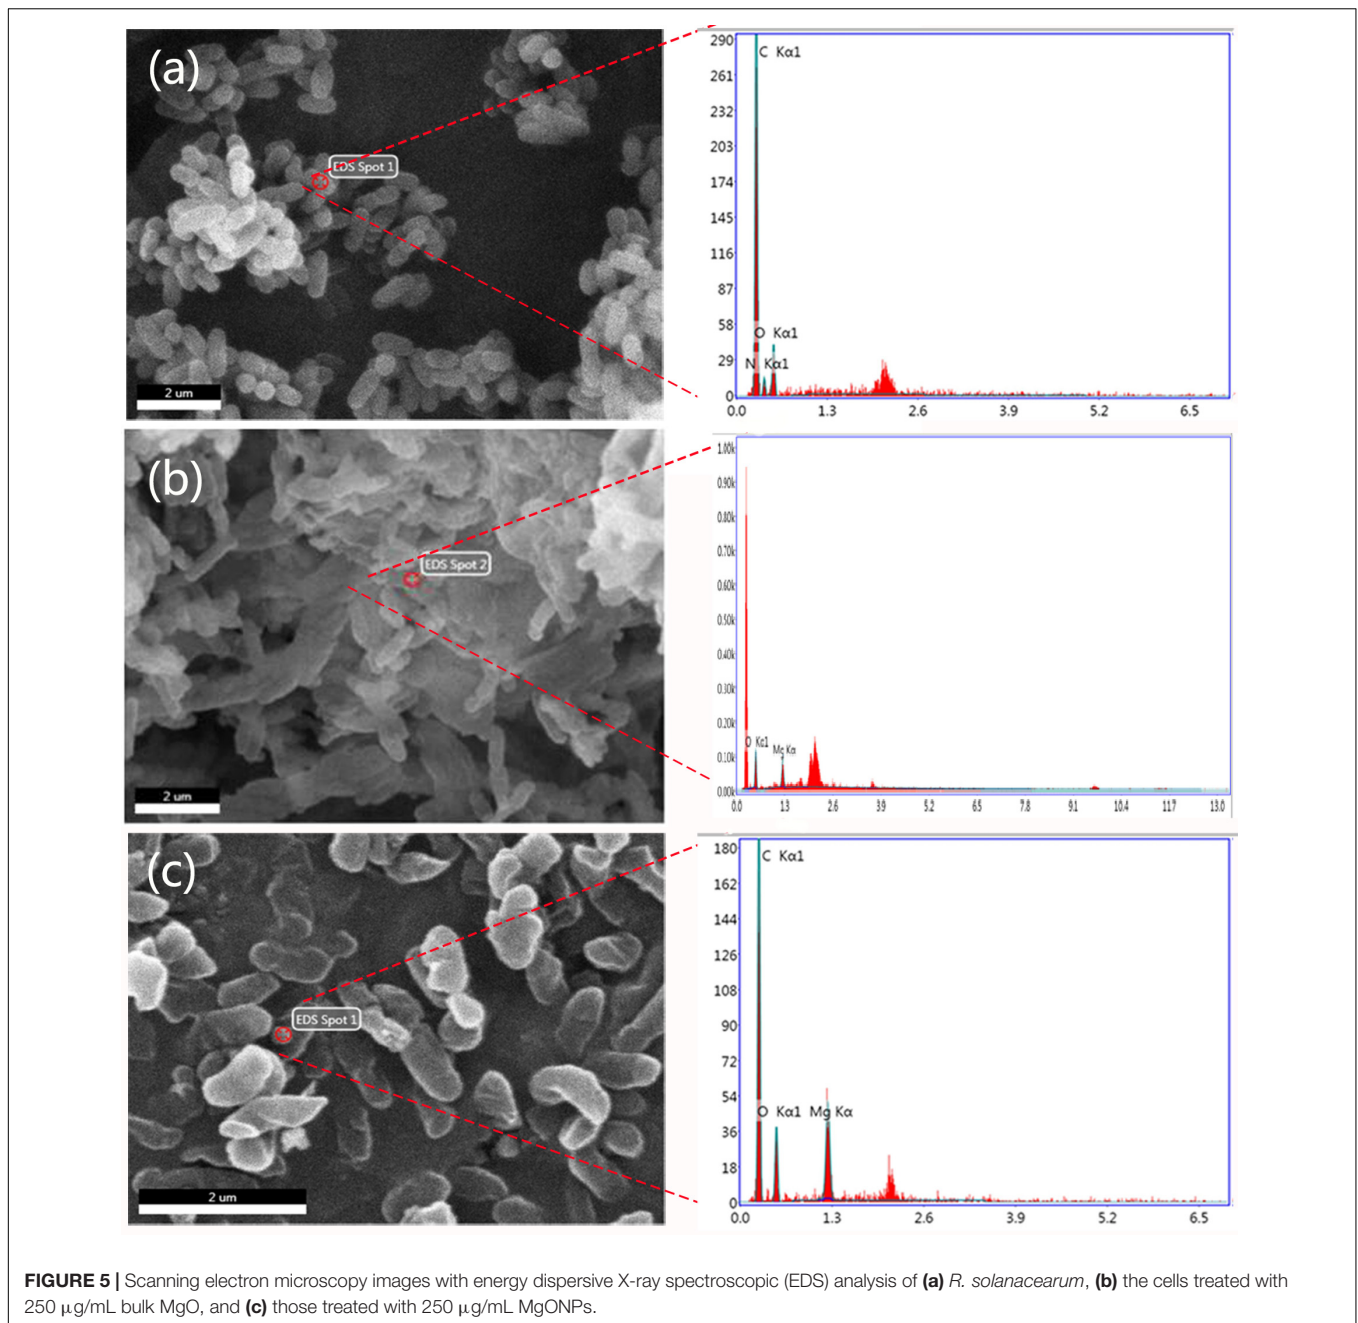 (a)
EDS Spot 1
2 um
290
261
232
203
174
145
116
87
58
29
0
C Kα1
O Kα1
N Kα1
0.0 1.3 2.6 3.9 5.2 6.5
(b)
EDS Spot 2
2 um
1.00k
0.90k
0.80k
0.70k
0.60k
0.50k
0.40k
0.30k
0.20k
0.10k
0.00k
O Kα1
Mg Kα
0.0 1.3 2.6 3.9 5.2 6.5 7.8 9.1 10.4 11.7 13.0
(c)
EDS Spot 1
2 um
180
162
144
126
108
90
72
54
36
18
0
C Kα1
O Kα1 Mg Kα
0.0 1.3 2.6 3.9 5.2 6.5
FIGURE 5 | Scanning electron microscopy images with energy dispersive X-ray spectroscopic (EDS) analysis of (a) R. solanacearum, (b) the cells treated with
250 μg/mL bulk MgO, and (c) those treated with 250 μg/mL MgONPs.